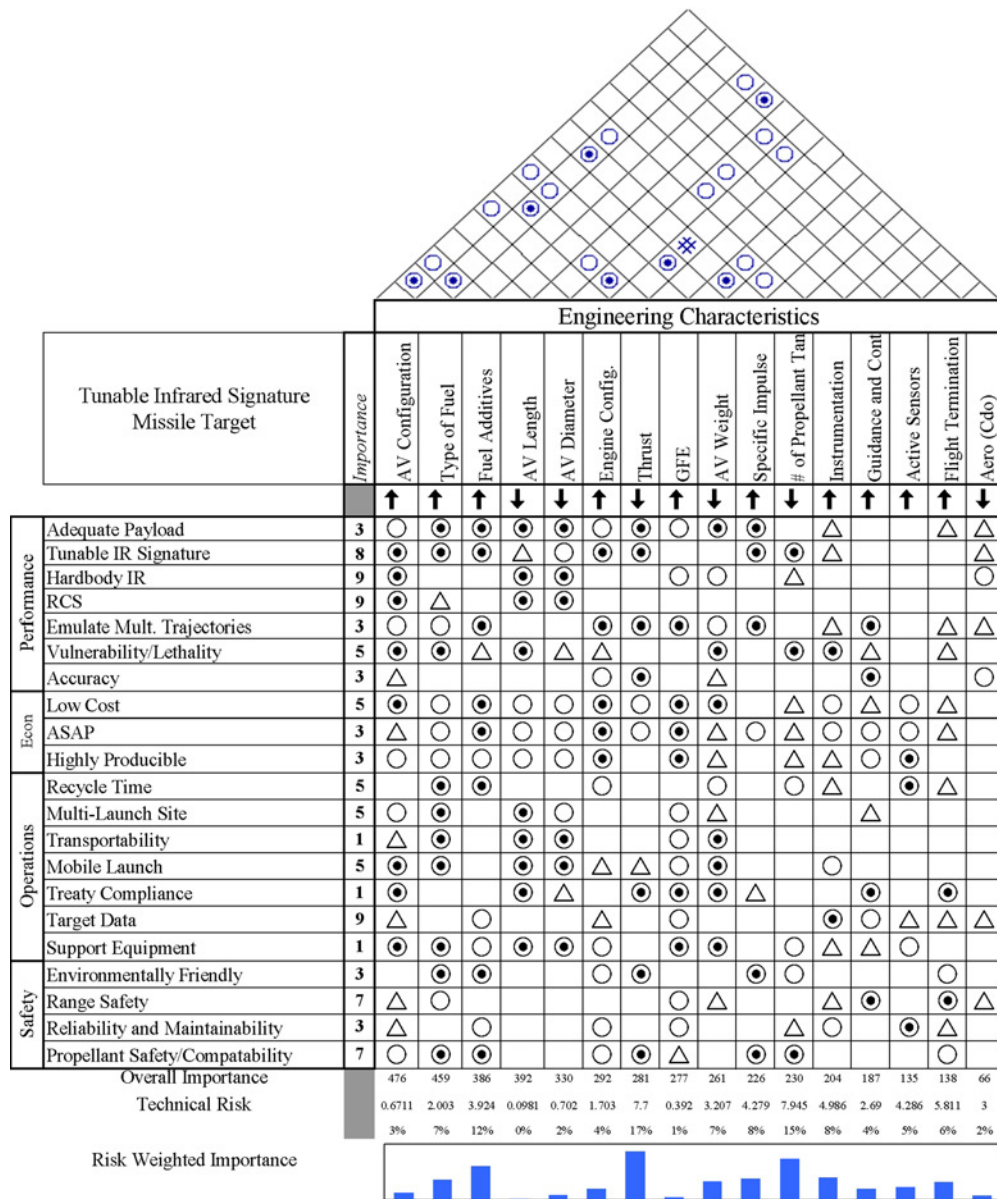 Engineering Characteristics
Tunable Infrared Signature
Missile Target
Importance
AV Configuration
Type of Fuel
Fuel Additives
AV Length
AV Diameter
Engine Config.
Thrust
GFE
AV Weight
Specific Impulse
# of Propellant Tan
Instrumentation
Guidance and Cont
Active Sensors
Flight Termination
Aero (Cdo)
Performance
Adequate Payload 3
Tunable IR Signature 8
Hardbody IR 9
RCS 9
Emulate Mult. Trajectories 3
Vulnerability/Lethality 5
Accuracy 3
Econ
Low Cost 5
ASAP 3
Highly Producible 3
Operations
Recycle Time 5
Multi-Launch Site 5
Transportability 1
Mobile Launch 5
Treaty Compliance 1
Target Data 9
Support Equipment 1
Safety
Environmentally Friendly 3
Range Safety 7
Reliability and Maintainability 3
Propellant Safety/Compatability 7
Overall Importance 476 459 386 392 330 292 281 277 261 226 230 204 187 135 138 66
Technical Risk 0.6711 2.003 3.924 0.0981 0.702 1.703 7.7 0.392 3.207 4.279 7.945 4.986 2.69 4.286 5.811 3
3% 7% 12% 0% 2% 4% 17% 1% 7% 8% 15% 8% 4% 5% 6% 2%
Risk Weighted Importance